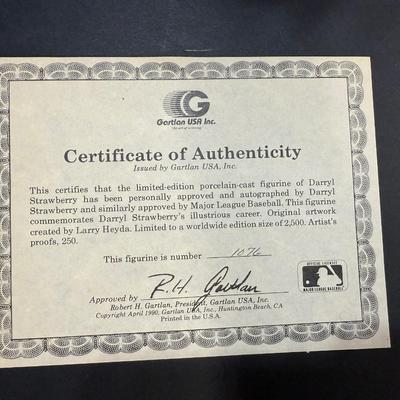 G
Gartlan USA Inc.
"the art of winning"
Certificate of Authenticity
Issued by Gartlan USA, Inc.
This certifies that the limited-edition porcelain-cast figurine of Darryl
Strawberry has been personally approved and autographed by Darryl
Strawberry and similarly approved by Major League Baseball. This figurine
commemorates Darryl Strawberry's illustrious career. Original artwork
created by Larry Heyda. Limited to a worldwide edition size of 2,500. Artist's
proofs, 250.
This figurine is number 1076
OFFICIAL LICENSEE
MAJOR LEAGUE BASEBALL
Approved by R.H. Gartlan
Robert H. Gartlan, President, Gartlan USA, Inc.
Copyright April 1990, Gartlan USA, Inc., Huntington Beach, CA
Printed in the U.S.A.